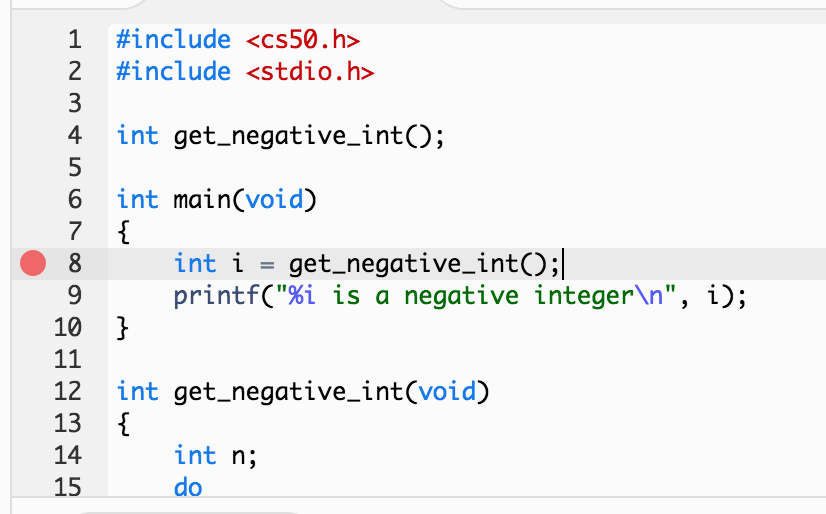 1 #include <cs50.h>
2 #include <stdio.h>
3
4 int get_negative_int();
5
6 int main(void)
7 {
8     int i = get_negative_int();
9     printf("%i is a negative integer\n", i);
10 }
11
12 int get_negative_int(void)
13 {
14     int n;
15     do